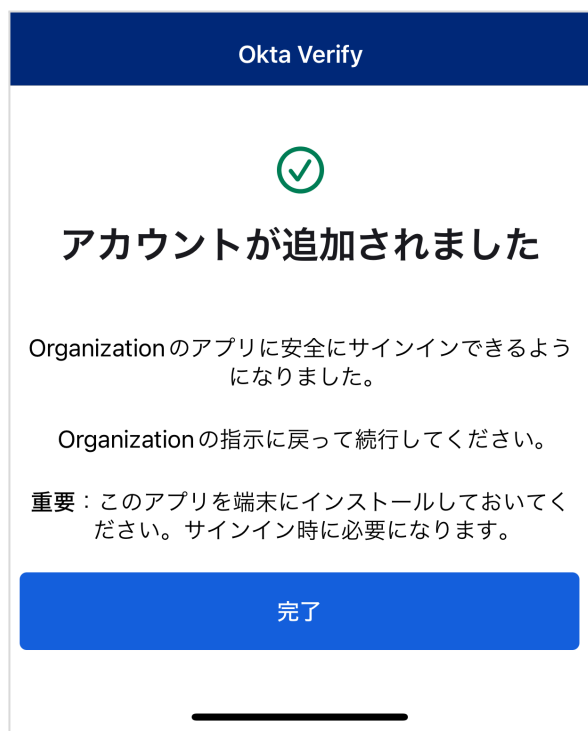 Okta Verify
アカウントが追加されました
Organizationのアプリに安全にサインインできるよう
になりました。
Organizationの指示に戻って続行してください。
重要：このアプリを端末にインストールしておいてく
ださい。サインイン時に必要になります。
完了